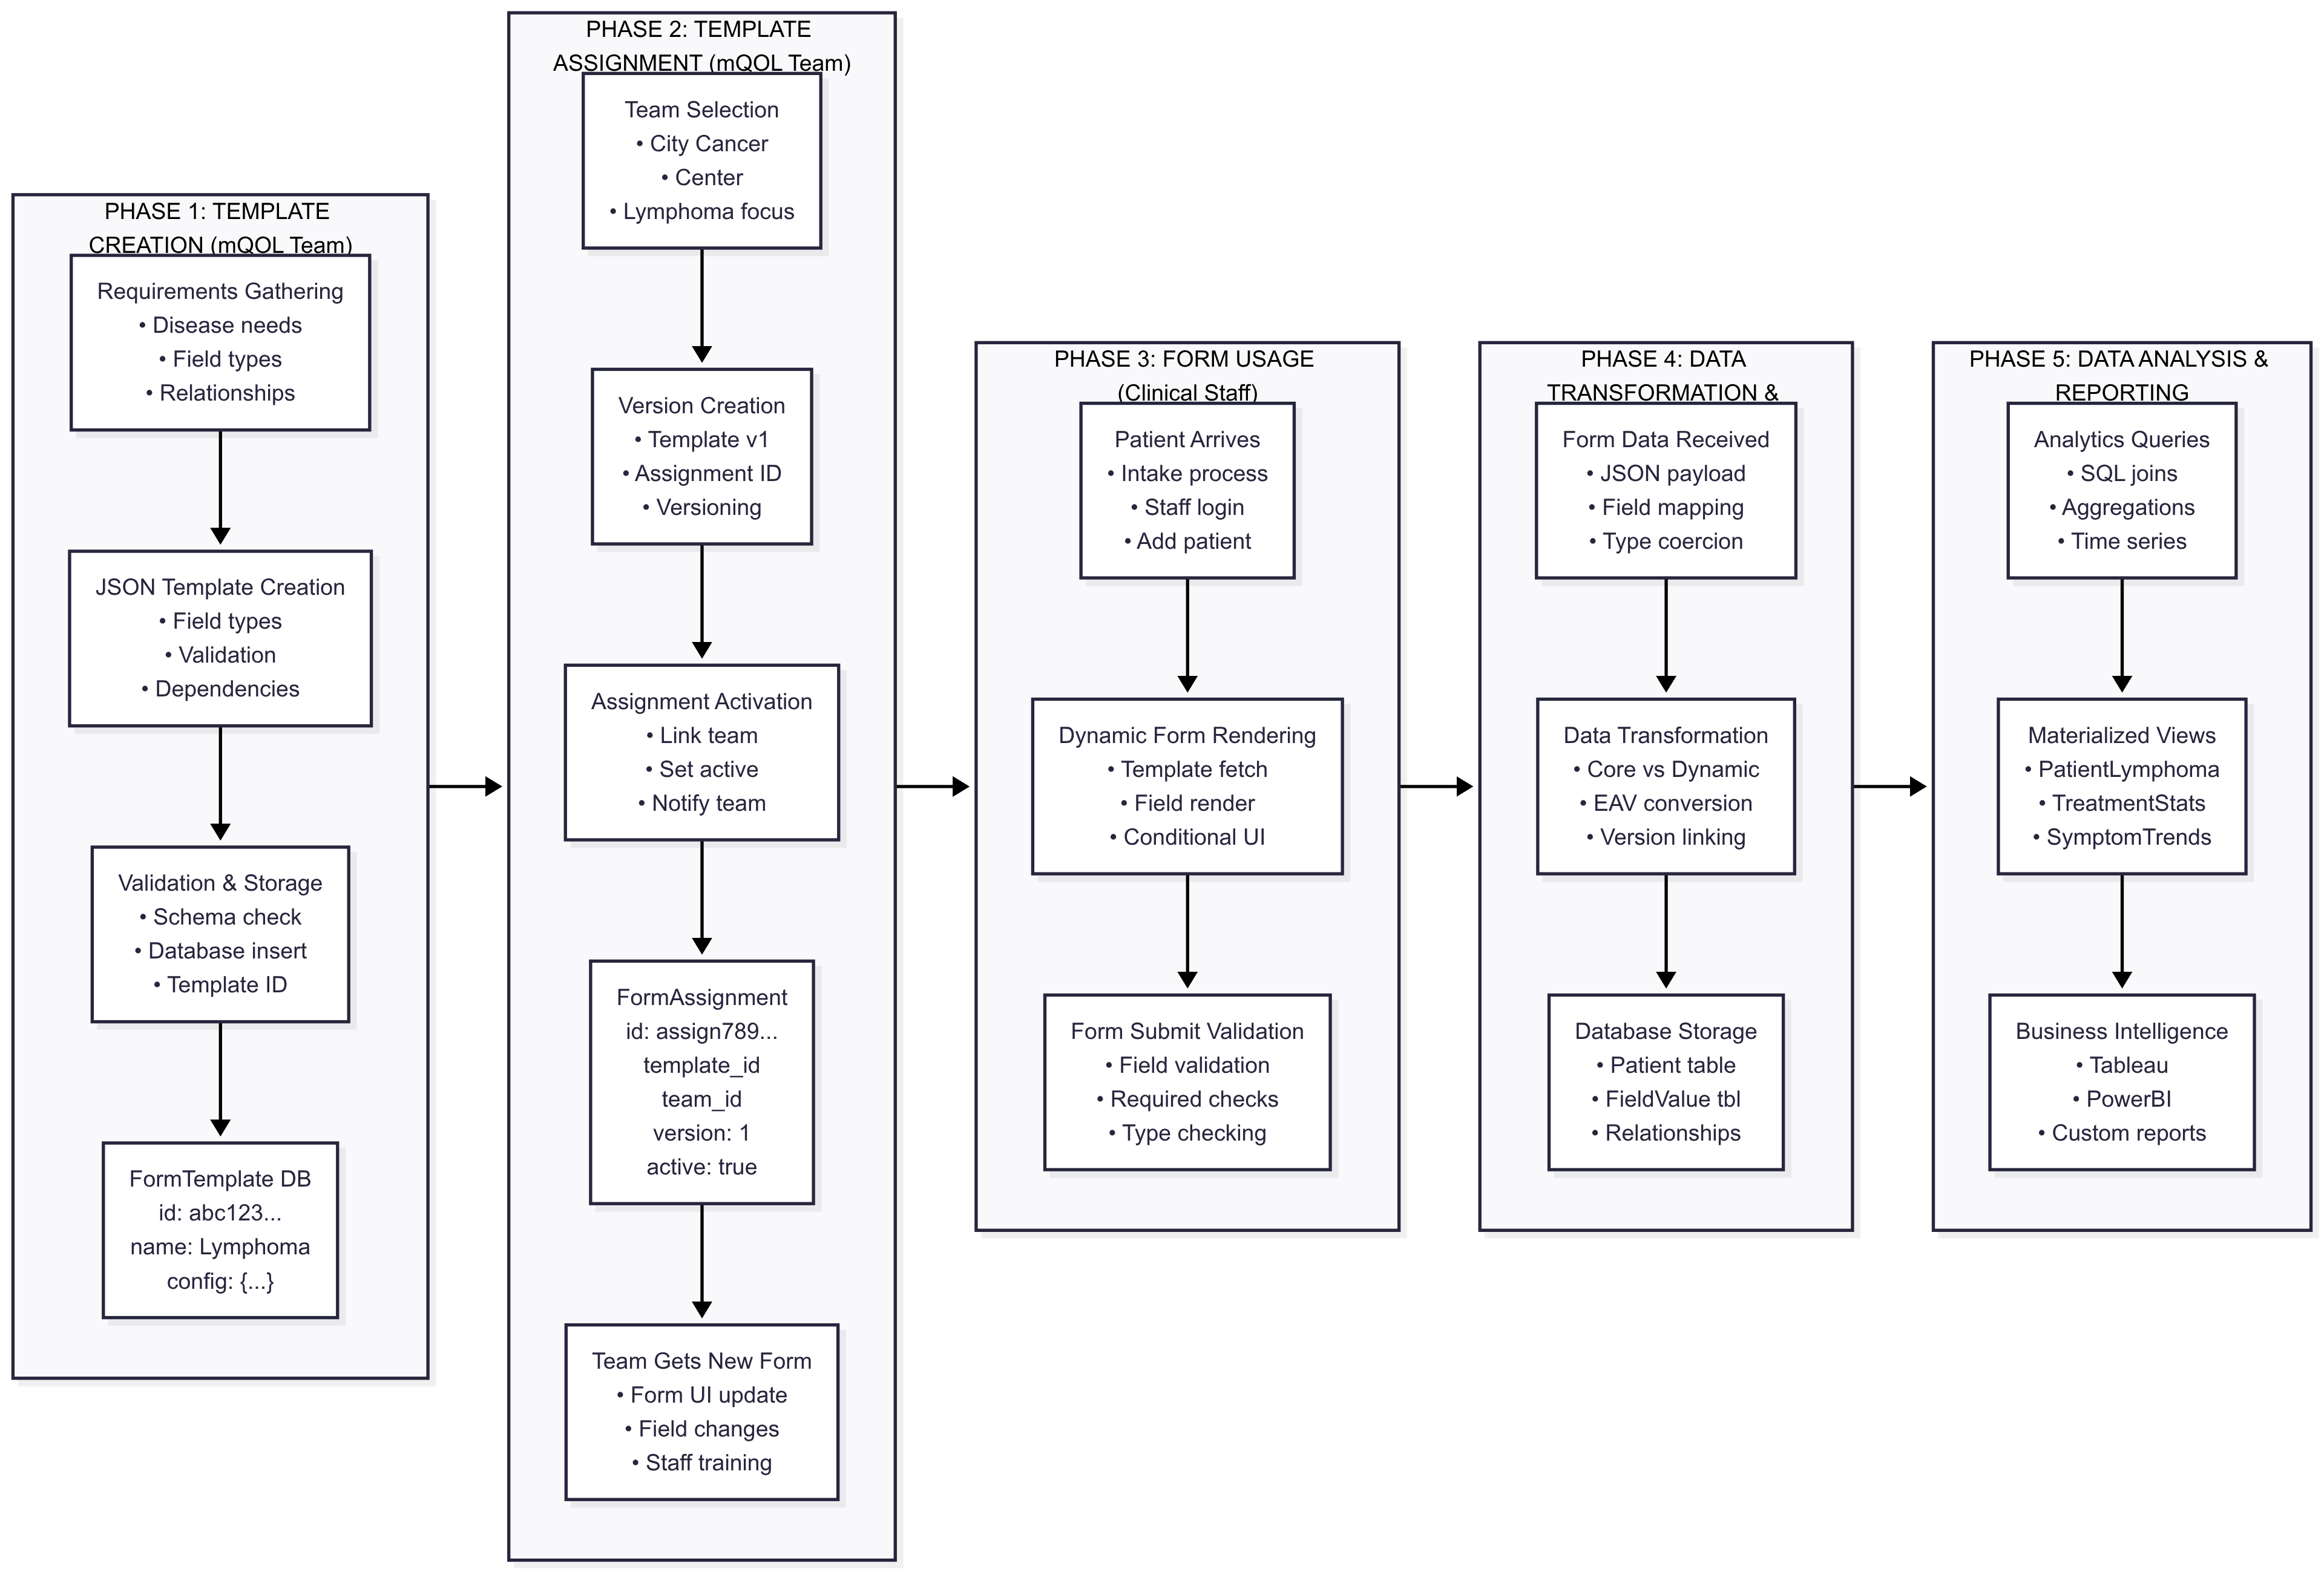 PHASE 1: TEMPLATE
CREATION (mQOL Team)
Requirements Gathering
• Disease needs
• Field types
• Relationships
JSON Template Creation
• Field types
• Validation
• Dependencies
Validation & Storage
• Schema check
• Database insert
• Template ID
FormTemplate DB
id: abc123...
name: Lymphoma
config: {...}
PHASE 2: TEMPLATE
ASSIGNMENT (mQOL Team)
Team Selection
• City Cancer
• Center
• Lymphoma focus
Version Creation
• Template v1
• Assignment ID
• Versioning
Assignment Activation
• Link team
• Set active
• Notify team
FormAssignment
id: assign789...
template_id
team_id
version: 1
active: true
Team Gets New Form
• Form UI update
• Field changes
• Staff training
PHASE 3: FORM USAGE
(Clinical Staff)
Patient Arrives
• Intake process
• Staff login
• Add patient
Dynamic Form Rendering
• Template fetch
• Field render
• Conditional UI
Form Submit Validation
• Field validation
• Required checks
• Type checking
PHASE 4: DATA
TRANSFORMATION &
Form Data Received
• JSON payload
• Field mapping
• Type coercion
Data Transformation
• Core vs Dynamic
• EAV conversion
• Version linking
Database Storage
• Patient table
• FieldValue tbl
• Relationships
PHASE 5: DATA ANALYSIS &
REPORTING
Analytics Queries
• SQL joins
• Aggregations
• Time series
Materialized Views
• PatientLymphoma
• TreatmentStats
• SymptomTrends
Business Intelligence
• Tableau
• PowerBI
• Custom reports